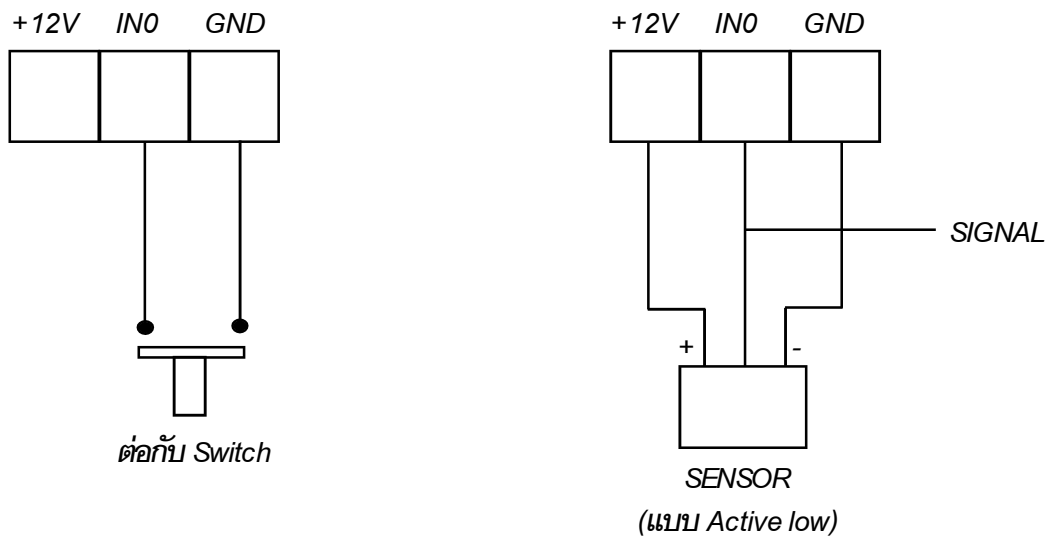 +12V IN0 GND
ต่อกับ Switch
+12V IN0 GND
SIGNAL
+ -
SENSOR
(แบบ Active low)